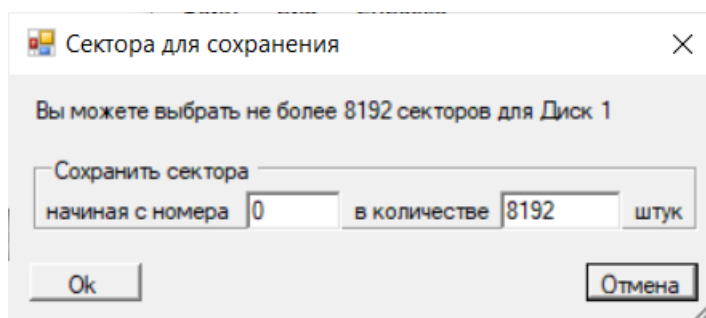 Сектора для сохранения
Вы можете выбрать не более 8192 секторов для Диск 1
Сохранить сектора
начиная с номера 0 в количестве 8192 штук
Ok Отмена